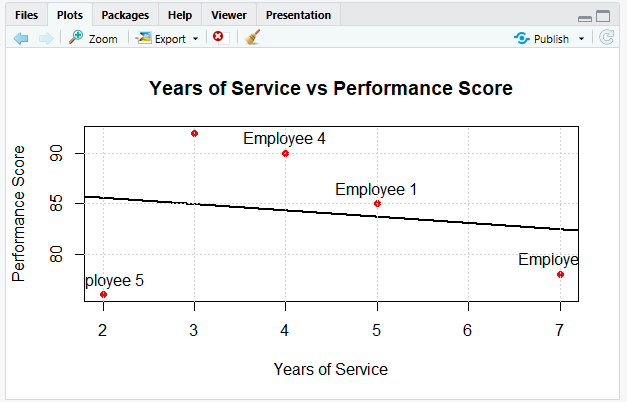 Files Plots Packages Help Viewer Presentation
Zoom Export Publish
Years of Service vs Performance Score
Performance Score
90
85
80
Employee 4
Employee 1
Employe
ployee 5
2 3 4 5 6 7
Years of Service